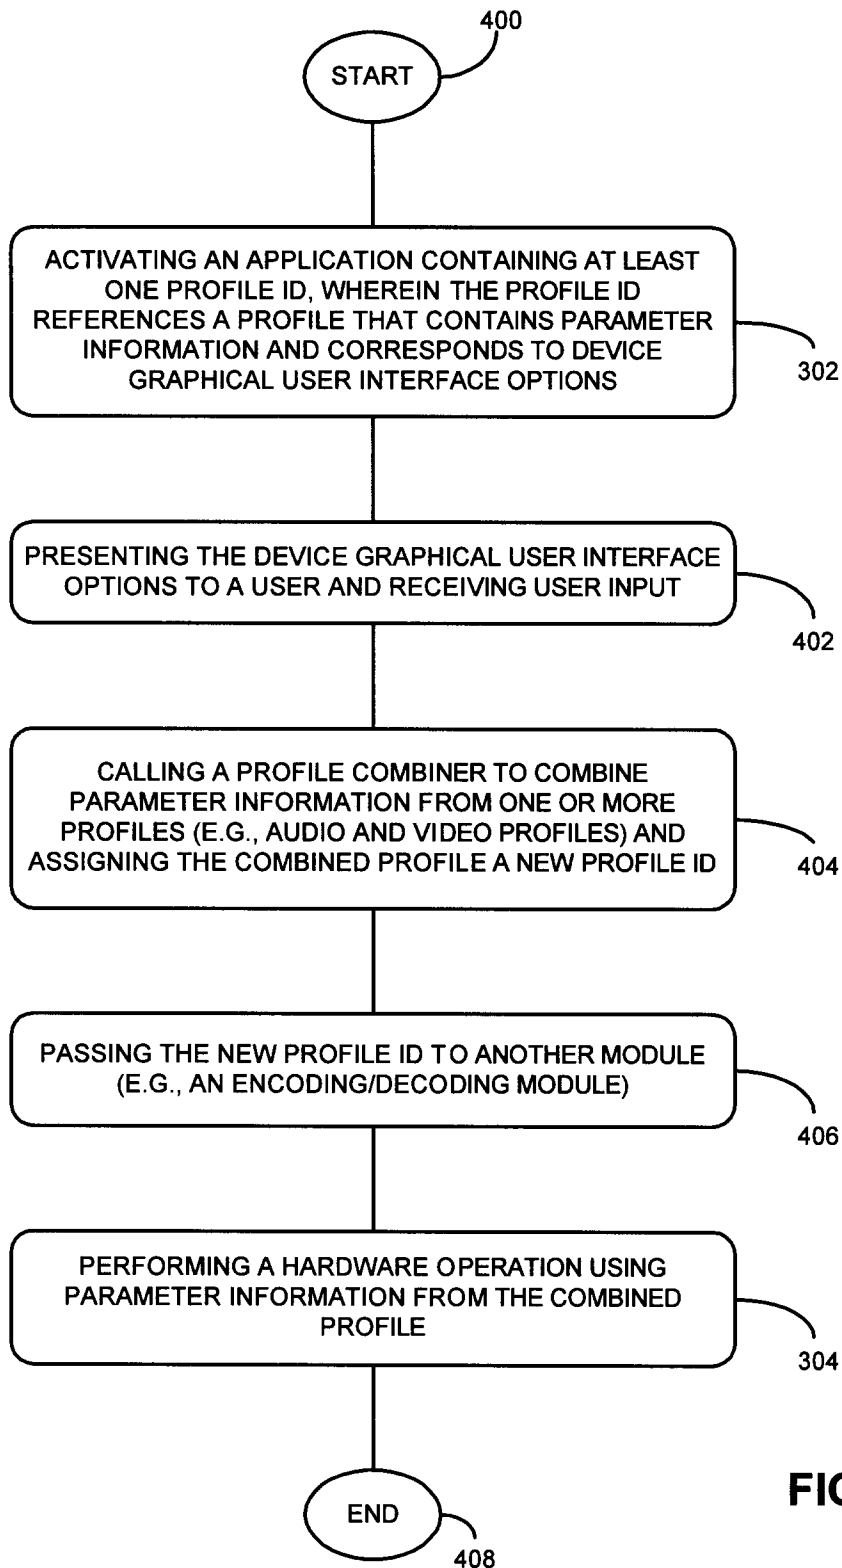 400
START
ACTIVATING AN APPLICATION CONTAINING AT LEAST
ONE PROFILE ID, WHEREIN THE PROFILE ID
REFERENCES A PROFILE THAT CONTAINS PARAMETER
INFORMATION AND CORRESPONDS TO DEVICE
GRAPHICAL USER INTERFACE OPTIONS
302
PRESENTING THE DEVICE GRAPHICAL USER INTERFACE
OPTIONS TO A USER AND RECEIVING USER INPUT
402
CALLING A PROFILE COMBINER TO COMBINE
PARAMETER INFORMATION FROM ONE OR MORE
PROFILES (E.G., AUDIO AND VIDEO PROFILES) AND
ASSIGNING THE COMBINED PROFILE A NEW PROFILE ID
404
PASSING THE NEW PROFILE ID TO ANOTHER MODULE
(E.G., AN ENCODING/DECODING MODULE)
406
PERFORMING A HARDWARE OPERATION USING
PARAMETER INFORMATION FROM THE COMBINED
PROFILE
304
END
408